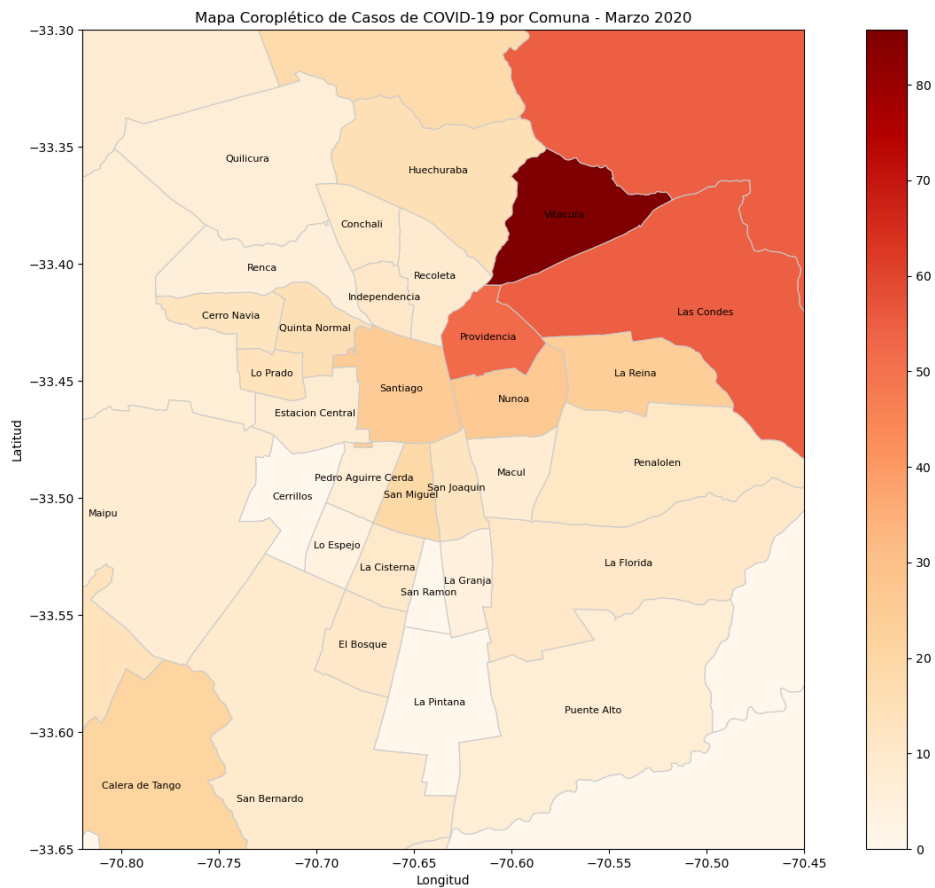 Mapa Coroplético de Casos de COVID-19 por Comuna - Marzo 2020
−33.30
−33.35
−33.40
−33.45
−33.50
−33.55
−33.60
−33.65
Latitud
Quilicura
Huechuraba
Vitacura
Conchali
Renca
Recoleta
Independencia
Cerro Navia
Quinta Normal
Las Condes
Providencia
Lo Prado
La Reina
Santiago
Nunoa
Estacion Central
Penalolen
Macul
Pedro Aguirre Cerda
San Joaquin
San Miguel
Cerrillos
Maipu
Lo Espejo
La Florida
La Cisterna
La Granja
San Ramon
El Bosque
La Pintana
Puente Alto
Calera de Tango
San Bernardo
−70.80
−70.75
−70.70
−70.65
−70.60
−70.55
−70.50
−70.45
Longitud
80
70
60
50
40
30
20
10
0